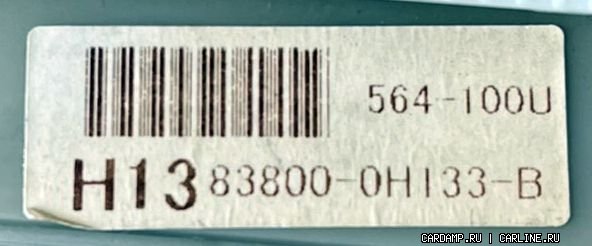 564-100U
H13 83800-0H133-B
CARDAMP.RU | CARLINE.RU